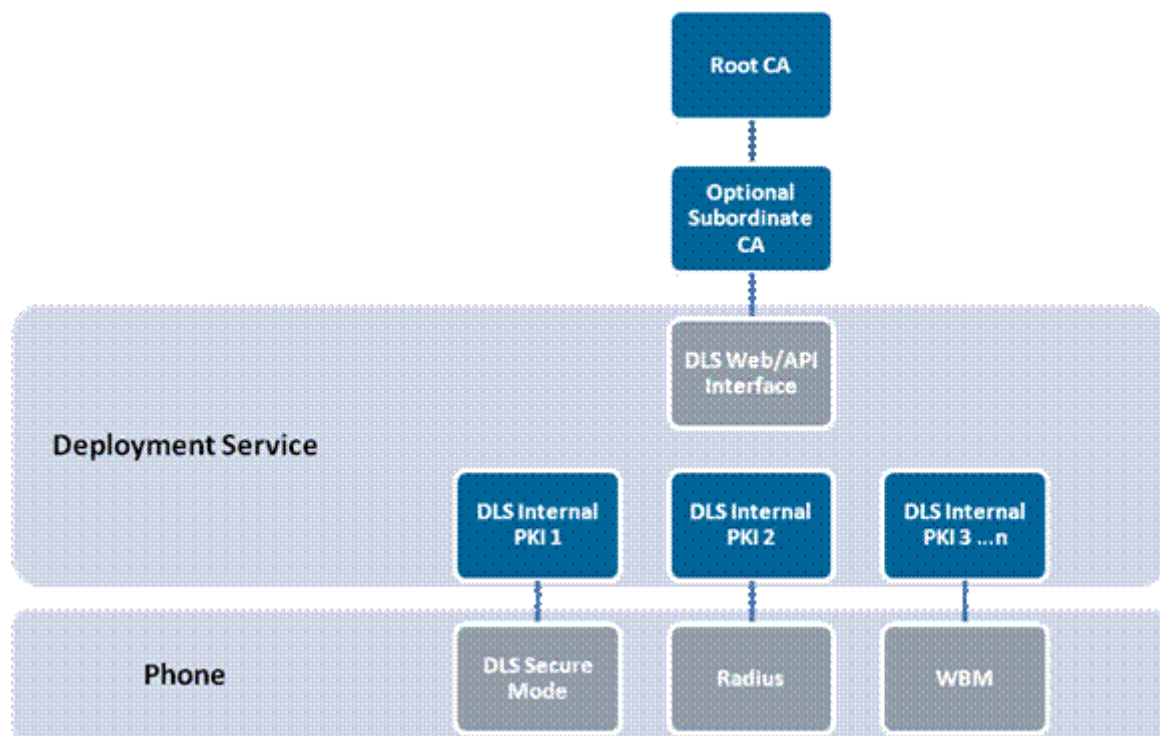 Root CA
Optional
Subordinate
CA
DLS Web/API
Interface
Deployment Service
DLS Internal
PKI 1
DLS Internal
PKI 2
DLS Internal
PKI 3 ...n
Phone
DLS Secure
Mode
Radius
WBM